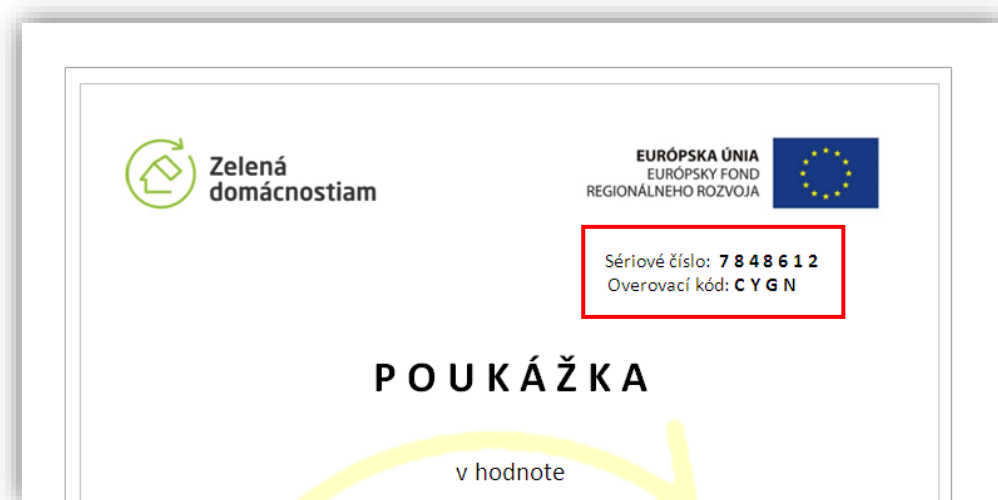 Zelená
domácnostiam
EURÓPSKA ÚNIA
EURÓPSKY FOND
REGIONÁLNEHO ROZVOJA
Sériové číslo: 7 8 4 8 6 1 2
Overovací kód: C Y G N
P O U K Á Ž K A
v hodnote